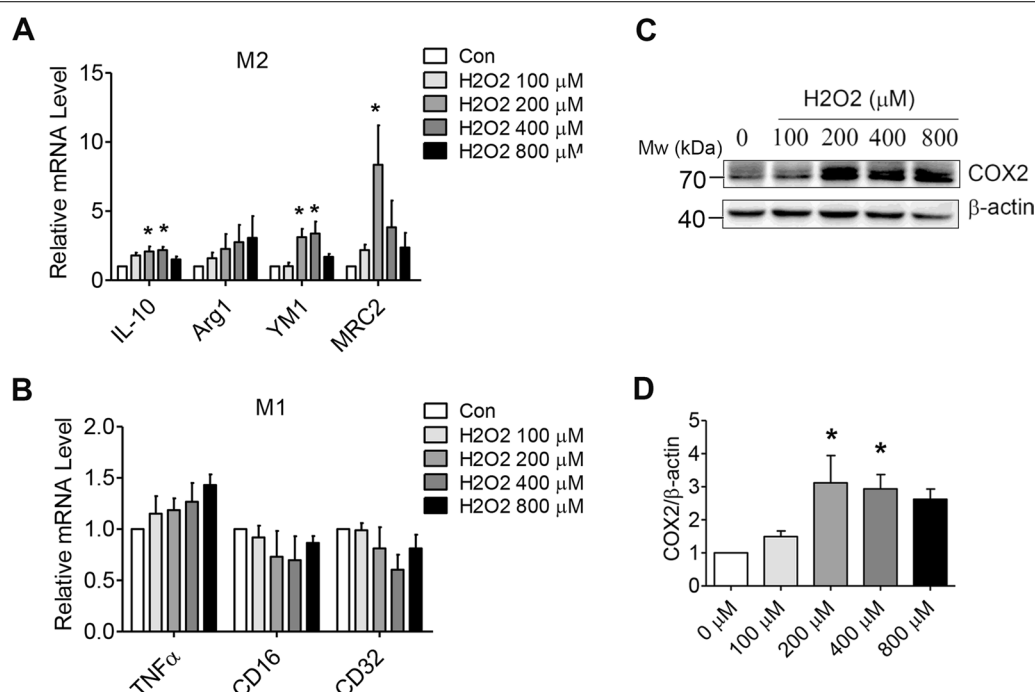 A
M2
Relative mRNA Level
15
10
5
0
*
*
*
*
*
IL-10
Arg1
YM1
MRC2
Con
H2O2 100 μM
H2O2 200 μM
H2O2 400 μM
H2O2 800 μM
B
M1
Relative mRNA Level
2.0
1.5
1.0
0.5
0.0
TNFα
CD16
CD32
Con
H2O2 100 μM
H2O2 200 μM
H2O2 400 μM
H2O2 800 μM
C
H2O2 (μM)
0 100 200 400 800
Mw (kDa)
70
COX2
40
β-actin
D
COX2/β-actin
5
4
3
2
1
0
*
*
0 μM
100 μM
200 μM
400 μM
800 μM